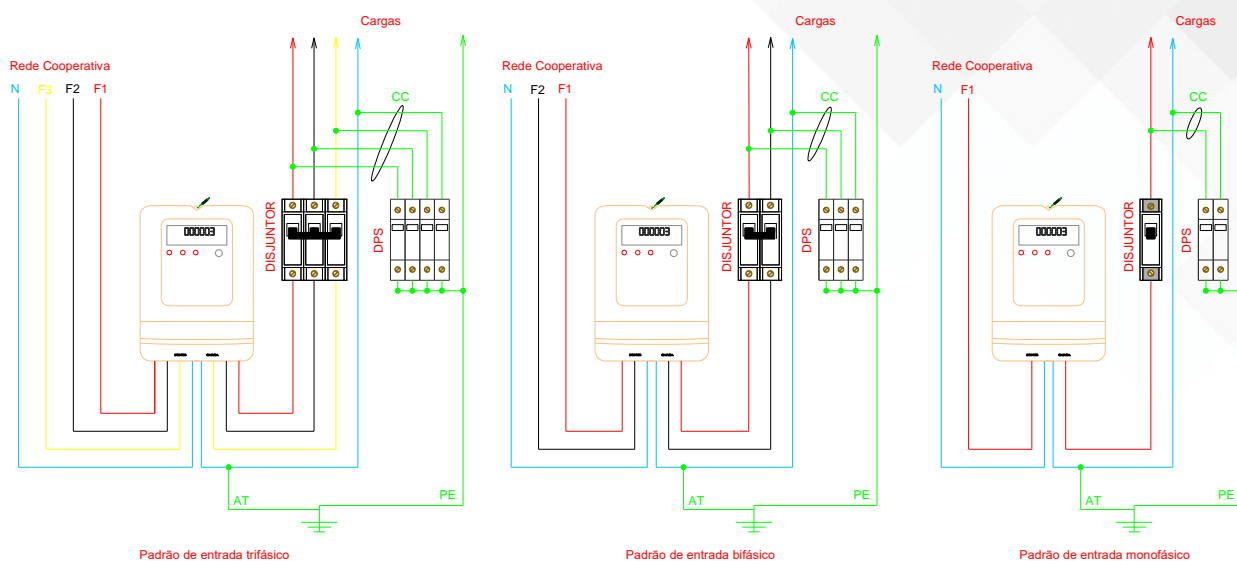 Cargas
Rede Cooperativa
N F3 F2 F1
CC
000003
DISJUNTOR
DPS
AT
PE
Padrão de entrada trifásico
Cargas
Rede Cooperativa
N F2 F1
CC
000003
DISJUNTOR
DPS
AT
PE
Padrão de entrada bifásico
Cargas
Rede Cooperativa
N F1
CC
000003
DISJUNTOR
DPS
AT
PE
Padrão de entrada monofásico